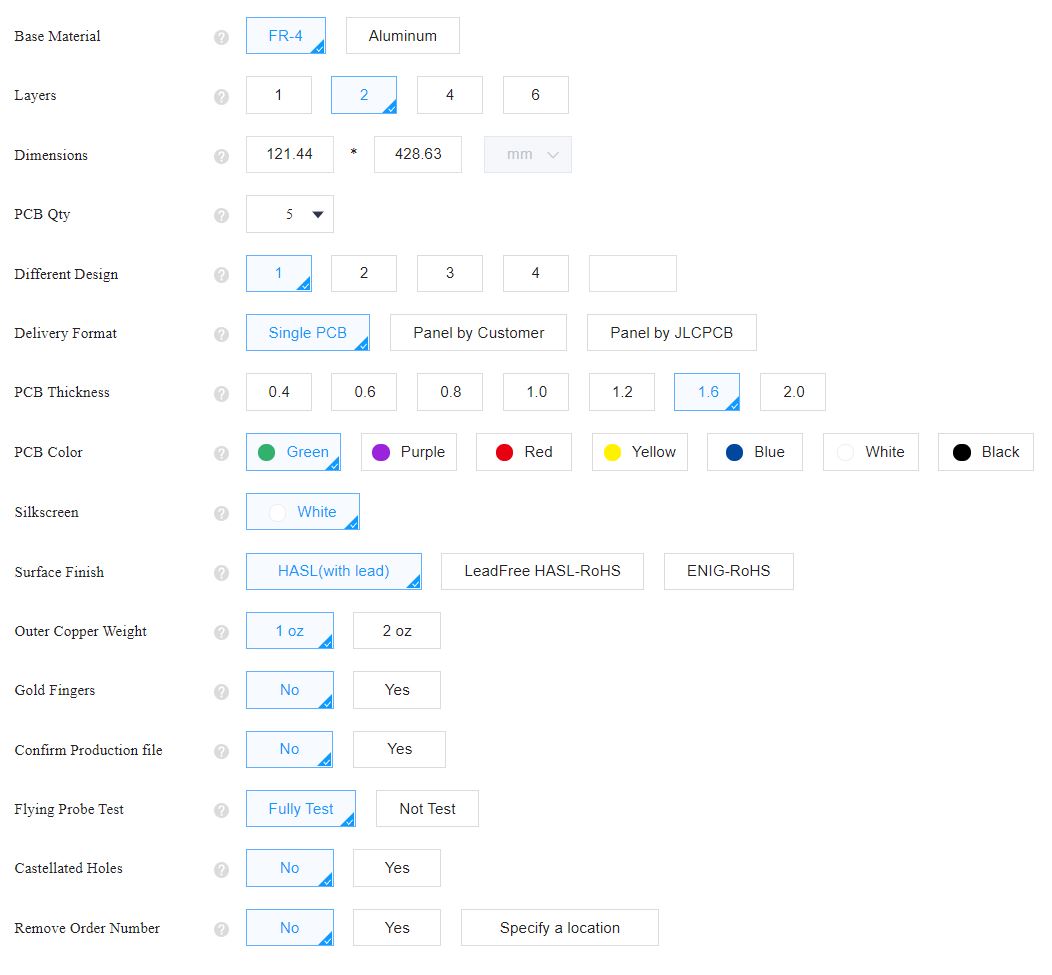 Base Material ? FR-4 Aluminum
Layers ? 1 2 4 6
Dimensions ? 121.44 * 428.63 mm
PCB Qty ? 5
Different Design ? 1 2 3 4
Delivery Format ? Single PCB Panel by Customer Panel by JLCPCB
PCB Thickness ? 0.4 0.6 0.8 1.0 1.2 1.6 2.0
PCB Color ? Green Purple Red Yellow Blue White Black
Silkscreen ? White
Surface Finish ? HASL(with lead) LeadFree HASL-RoHS ENIG-RoHS
Outer Copper Weight ? 1 oz 2 oz
Gold Fingers ? No Yes
Confirm Production file ? No Yes
Flying Probe Test ? Fully Test Not Test
Castellated Holes ? No Yes
Remove Order Number ? No Yes Specify a location